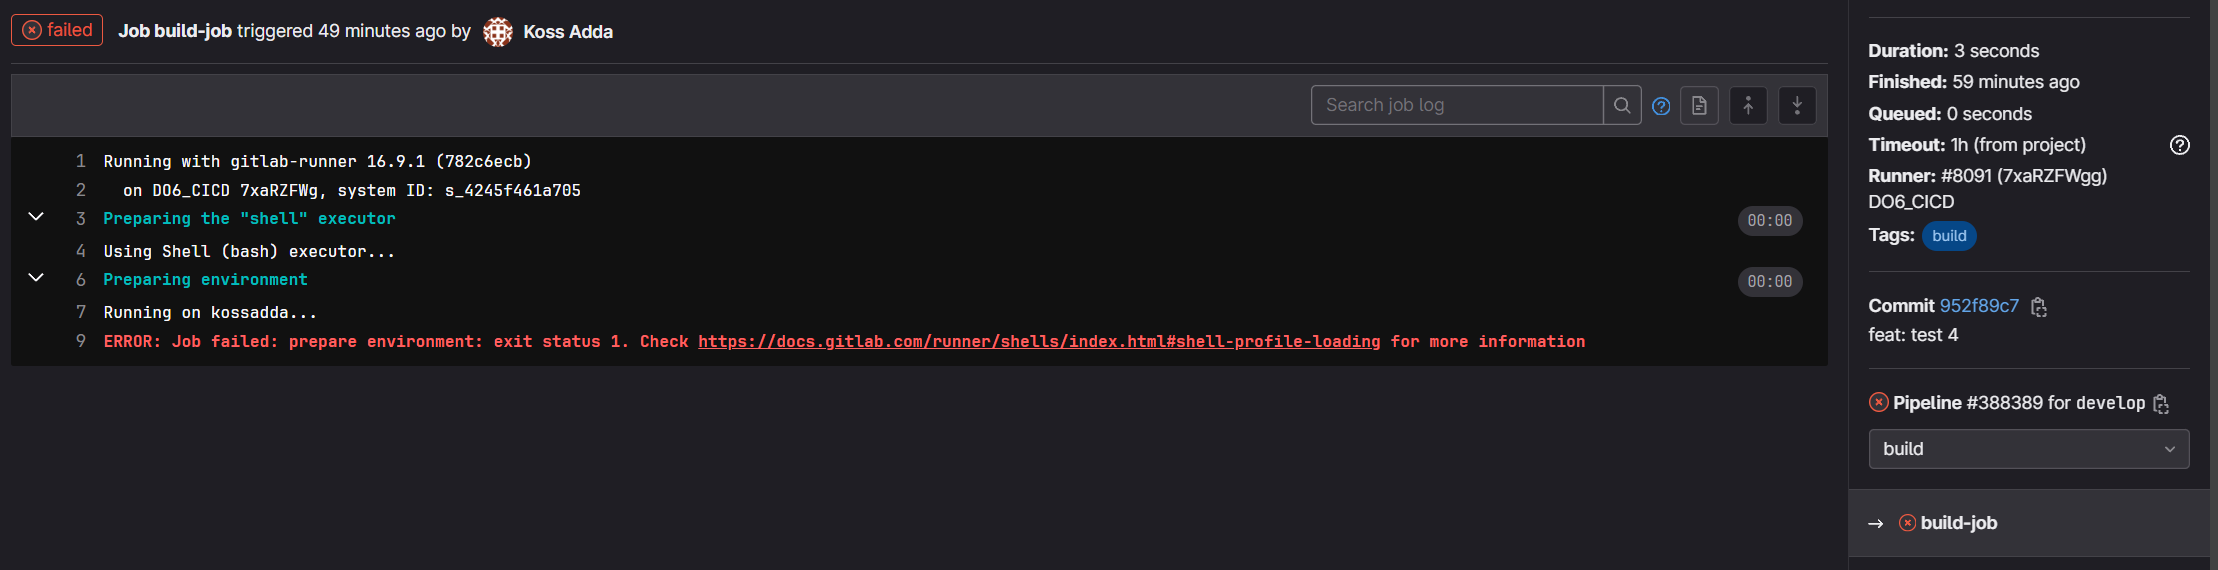 failed Job build-job triggered 49 minutes ago by Koss Adda
Search job log
1 Running with gitlab-runner 16.9.1 (782c6ecb)
2 on DO6_CICD 7xaRZFWg, system ID: s_4245f461a705
3 Preparing the "shell" executor 00:00
4 Using Shell (bash) executor...
6 Preparing environment 00:00
7 Running on kossadda...
9 ERROR: Job failed: prepare environment: exit status 1. Check https://docs.gitlab.com/runner/shells/index.html#shell-profile-loading for more information
Duration: 3 seconds
Finished: 59 minutes ago
Queued: 0 seconds
Timeout: 1h (from project)
Runner: #8091 (7xaRZFWgg)
DO6_CICD
Tags: build
Commit 952f89c7
feat: test 4
Pipeline #388389 for develop
build
→ build-job